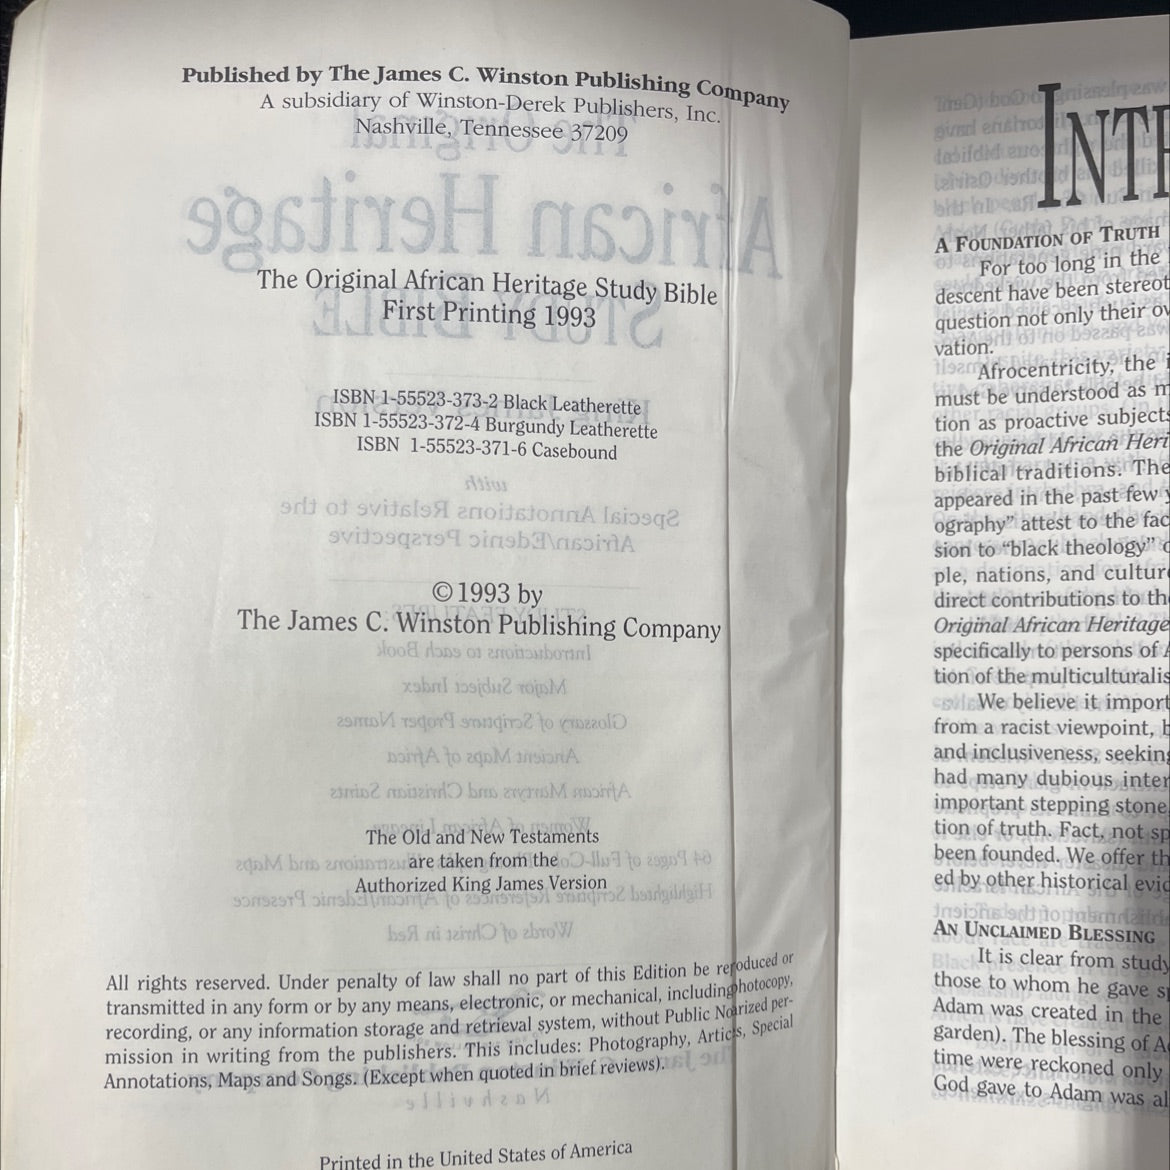 Published by The James C. Winston Publishing Company
A subsidiary of Winston-Derek Publishers, Inc.
Nashville, Tennessee 37209
The Original African Heritage Study Bible
First Printing 1993
ISBN 1-55523-373-2 Black Leatherette
ISBN 1-55523-372-4 Burgundy Leatherette
ISBN 1-55523-371-6 Casebound
©1993 by
The James C. Winston Publishing Company
The Old and New Testaments
are taken from the
Authorized King James Version
All rights reserved. Under penalty of law shall no part of this Edition be reproduced or
transmitted in any form or by any means, electronic, or mechanical, including photocopy,
recording, or any information storage and retrieval system, without Public Notarized per-
mission in writing from the publishers. This includes: Photography, Articles, Special
Annotations, Maps and Songs. (Except when quoted in brief reviews).
Printed in the United States of America
A FOUNDATION OF TRUTH
For too long in the
descent have been stereot
question not only their ow
vation.
Afrocentricity, the i
must be understood as m
tion as proactive subjects
the Original African Heri
biblical traditions. The
appeared in the past few y
ography" attest to the fac
sion to "black theology"
ple, nations, and culture
direct contributions to th
Original African Heritage
specifically to persons of A
tion of the multiculturalis
We believe it import
from a racist viewpoint, b
and inclusiveness, seeking
had many dubious inter
important stepping stone
tion of truth. Fact, not sp
been founded. We offer th
ed by other historical evid
AN UNCLAIMED BLESSING
It is clear from study
those to whom he gave sp
Adam was created in the
garden). The blessing of A
time were reckoned only
God gave to Adam was al